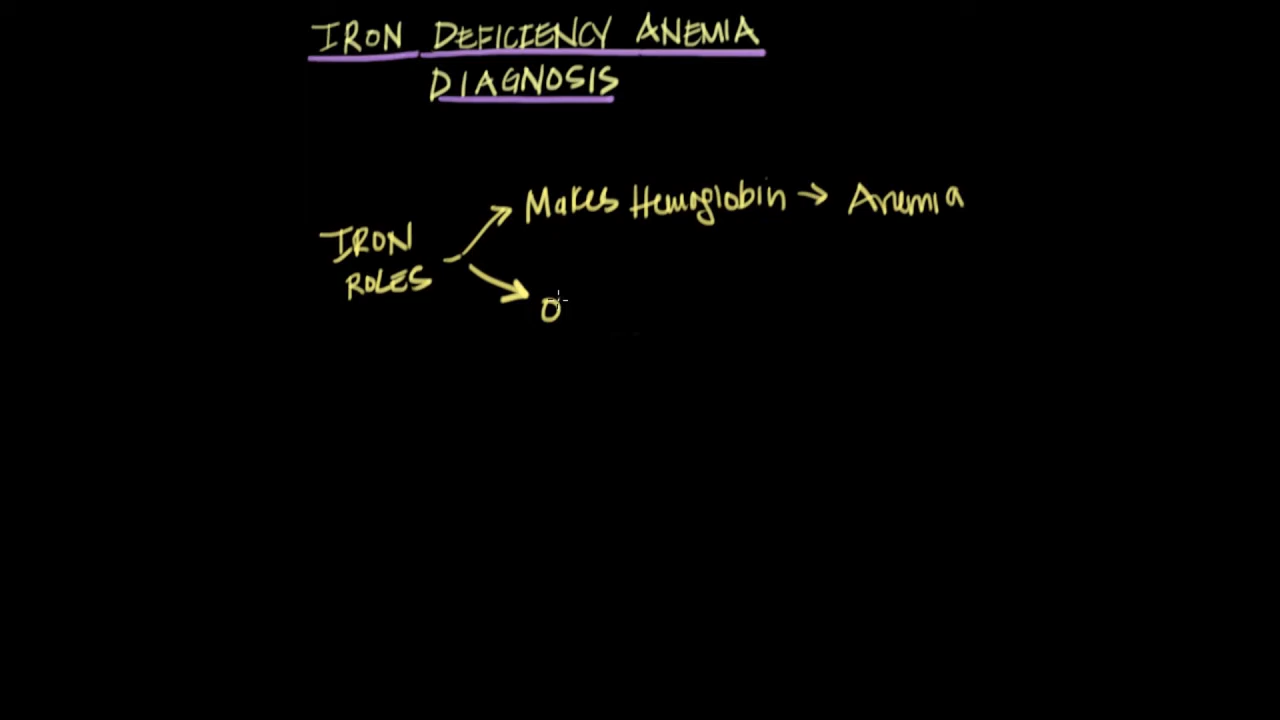 IRON DEFICIENCY ANEMIA
DIAGNOSIS
Makes Hemoglobin → Anemia
IRON
ROLES
O